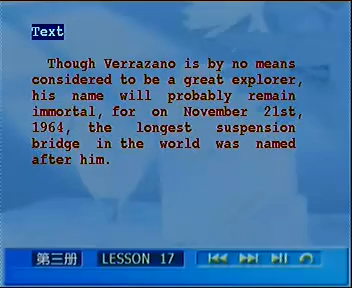 Text
Though Verrazano is by no means
considered to be a great explorer,
his name will probably remain
immortal, for on November 21st,
1964, the longest suspension
bridge in the world was named
after him.
第三册 LESSON 17